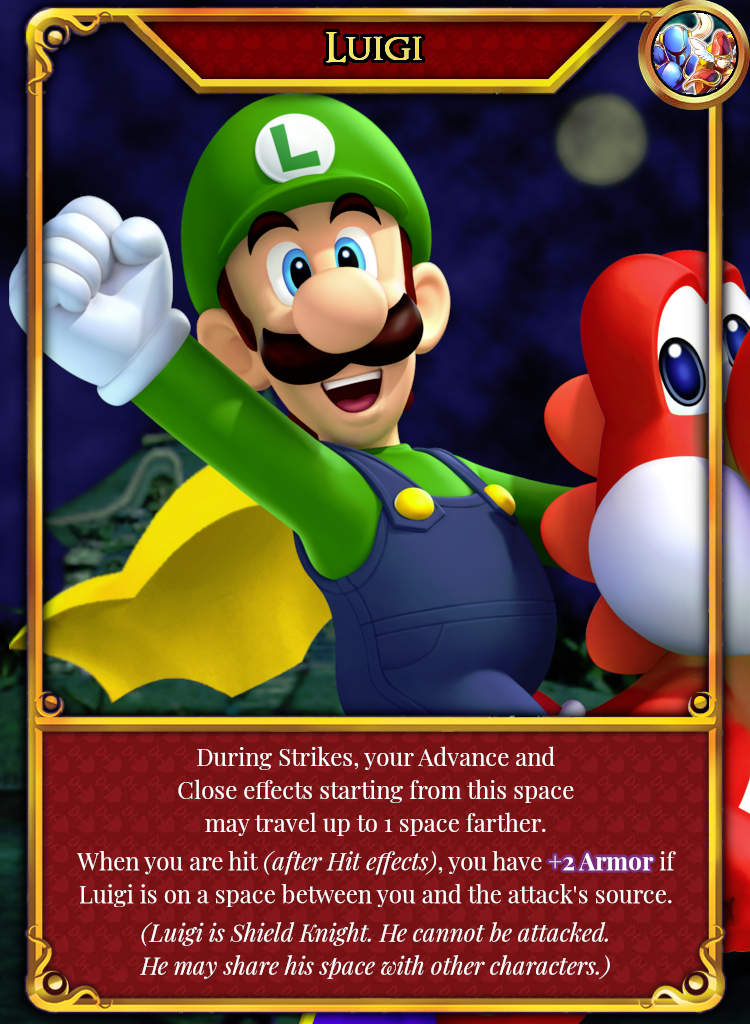 Luigi
L
During Strikes, your Advance and
Close effects starting from this space
may travel up to 1 space farther.
When you are hit (after Hit effects), you have +2 Armor if
Luigi is on a space between you and the attack's source.
(Luigi is Shield Knight. He cannot be attacked.
He may share his space with other characters.)